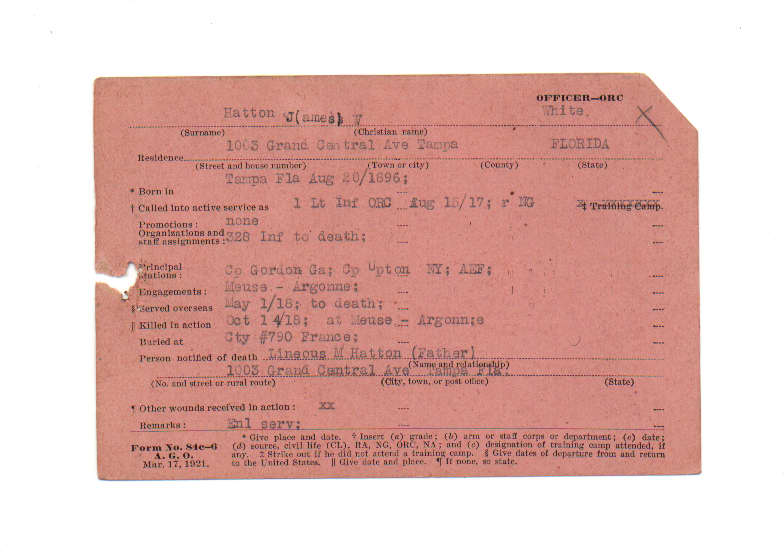 OFFICER—ORC
Hatton J(ames) W White.
(Surname) (Christian name)
1003 Grand Central Ave Tampa FLORIDA
Residence
(Street and house number) (Town or city) (County) (State)
Tampa Fla Aug 28/1896;
* Born in
† Called into active service as 1 Lt Inf ORC Aug 15/17; r NG ‡ Training Camp.
Promotions: none
Organizations and
staff assignments: 328 Inf to death;
Principal
stations: Cp Gordon Ga; Cp Upton NY; AEF;
Engagements: Meuse - Argonne;
§ Served overseas May 1/18; to death;
|| Killed in action Oct 14/18; at Meuse - Argonn;e
Buried at Cty #790 France;
Person notified of death Lineous M Hatton (Father)
(Name and relationship)
1003 Grand Central Ave Tampa Fla.
(No. and street or rural route) (City, town, or post office) (State)
¶ Other wounds received in action: xx
Remarks: Enl serv;
Form No. 84c—6
A. G. O.
Mar. 17, 1921.
* Give place and date. † Insert (a) grade; (b) arm or staff corps or department; (c) date;
(d) source, civil life (CL), RA, NG, ORC, NA; and (e) designation of training camp attended, if
any. ‡ Strike out if he did not attend a training camp. § Give dates of departure from and return
to the United States. || Give date and place. ¶ If none, so state.